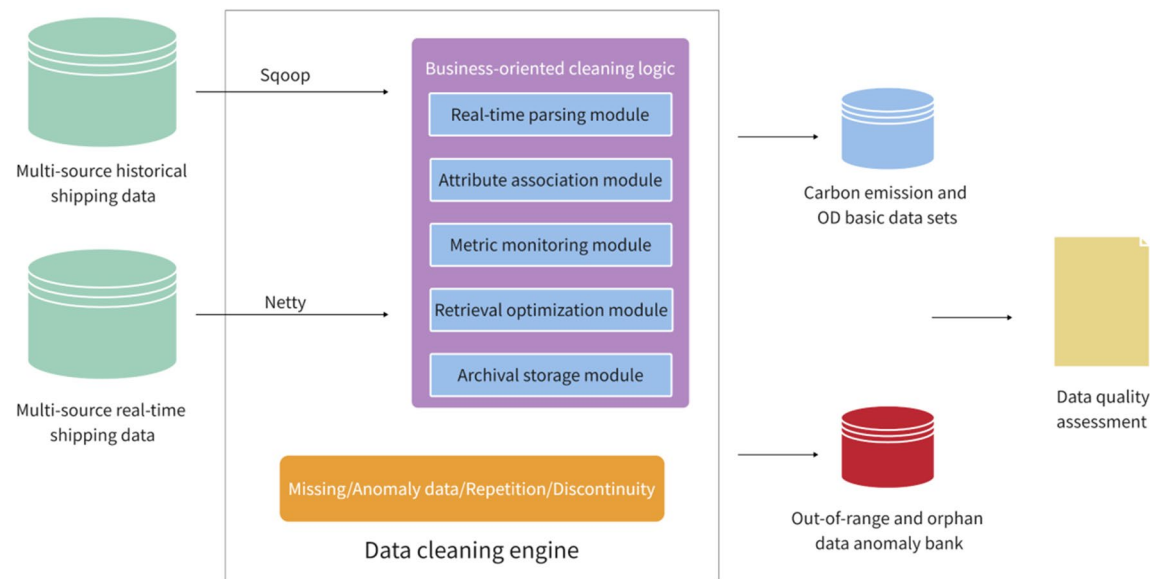 Sqoop
Multi-source historical
shipping data
Netty
Multi-source real-time
shipping data
Business-oriented cleaning logic
Real-time parsing module
Attribute association module
Metric monitoring module
Retrieval optimization module
Archival storage module
Missing/Anomaly data/Repetition/Discontinuity
Data cleaning engine
Carbon emission and
OD basic data sets
Out-of-range and orphan
data anomaly bank
Data quality
assessment